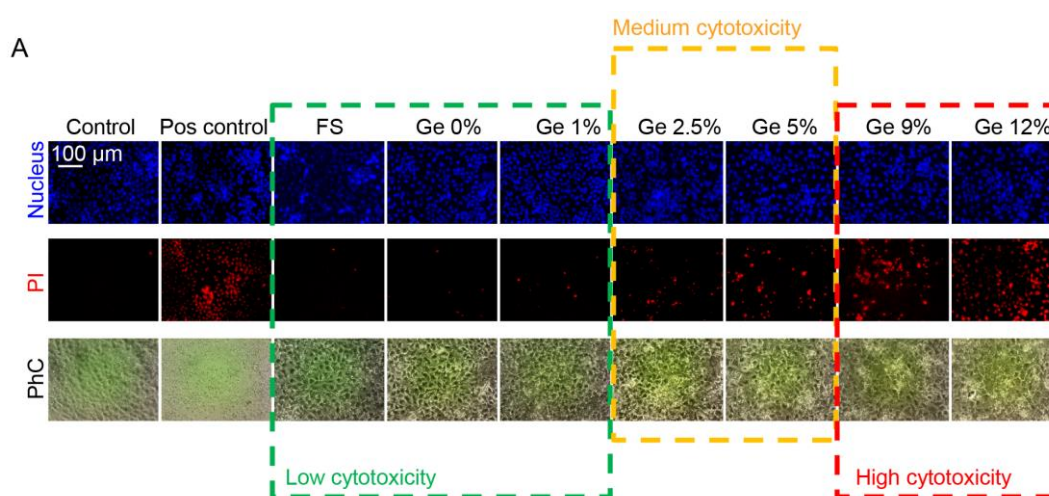 Medium cytotoxicity
A
Control Pos control FS Ge 0% Ge 1% Ge 2.5% Ge 5% Ge 9% Ge 12%
100 μm
Nucleus
PI
PhC
Low cytotoxicity
High cytotoxicity